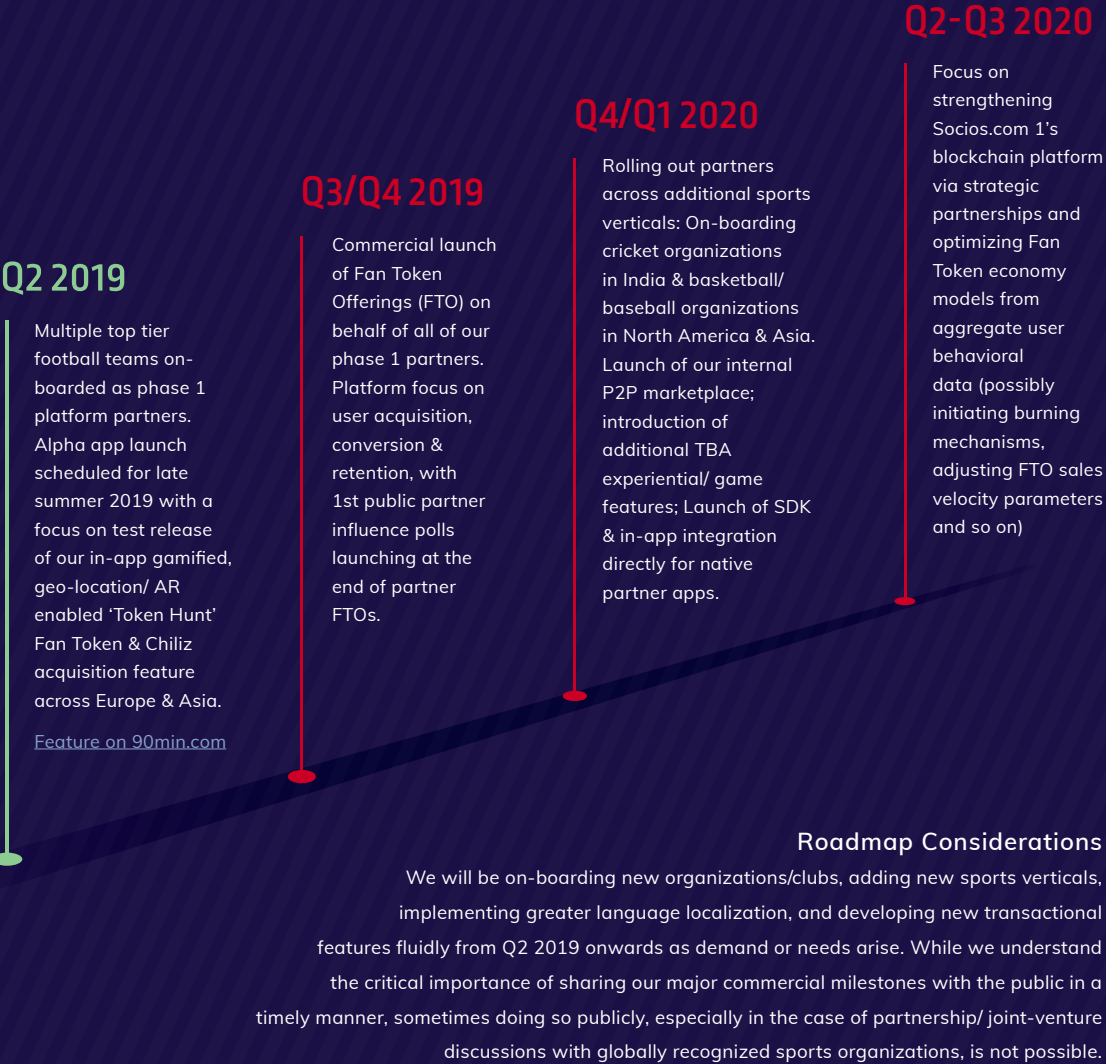 Q2 2019
Multiple top tier
football teams on-
boarded as phase 1
platform partners.
Alpha app launch
scheduled for late
summer 2019 with a
focus on test release
of our in-app gamified,
geo-location/ AR
enabled ‘Token Hunt’
Fan Token & Chiliz
acquisition feature
across Europe & Asia.
Feature on 90min.com
Q3/Q4 2019
Commercial launch
of Fan Token
Offerings (FTO) on
behalf of all of our
phase 1 partners.
Platform focus on
user acquisition,
conversion &
retention, with
1st public partner
influence polls
launching at the
end of partner
FTOs.
Q4/Q1 2020
Rolling out partners
across additional sports
verticals: On-boarding
cricket organizations
in India & basketball/
baseball organizations
in North America & Asia.
Launch of our internal
P2P marketplace;
introduction of
additional TBA
experiential/ game
features; Launch of SDK
& in-app integration
directly for native
partner apps.
Q2-Q3 2020
Focus on
strengthening
Socios.com 1’s
blockchain platform
via strategic
partnerships and
optimizing Fan
Token economy
models from
aggregate user
behavioral
data (possibly
initiating burning
mechanisms,
adjusting FTO sales
velocity parameters
and so on)
Roadmap Considerations
We will be on-boarding new organizations/clubs, adding new sports verticals,
implementing greater language localization, and developing new transactional
features fluidly from Q2 2019 onwards as demand or needs arise. While we understand
the critical importance of sharing our major commercial milestones with the public in a
timely manner, sometimes doing so publicly, especially in the case of partnership/ joint-venture
discussions with globally recognized sports organizations, is not possible.